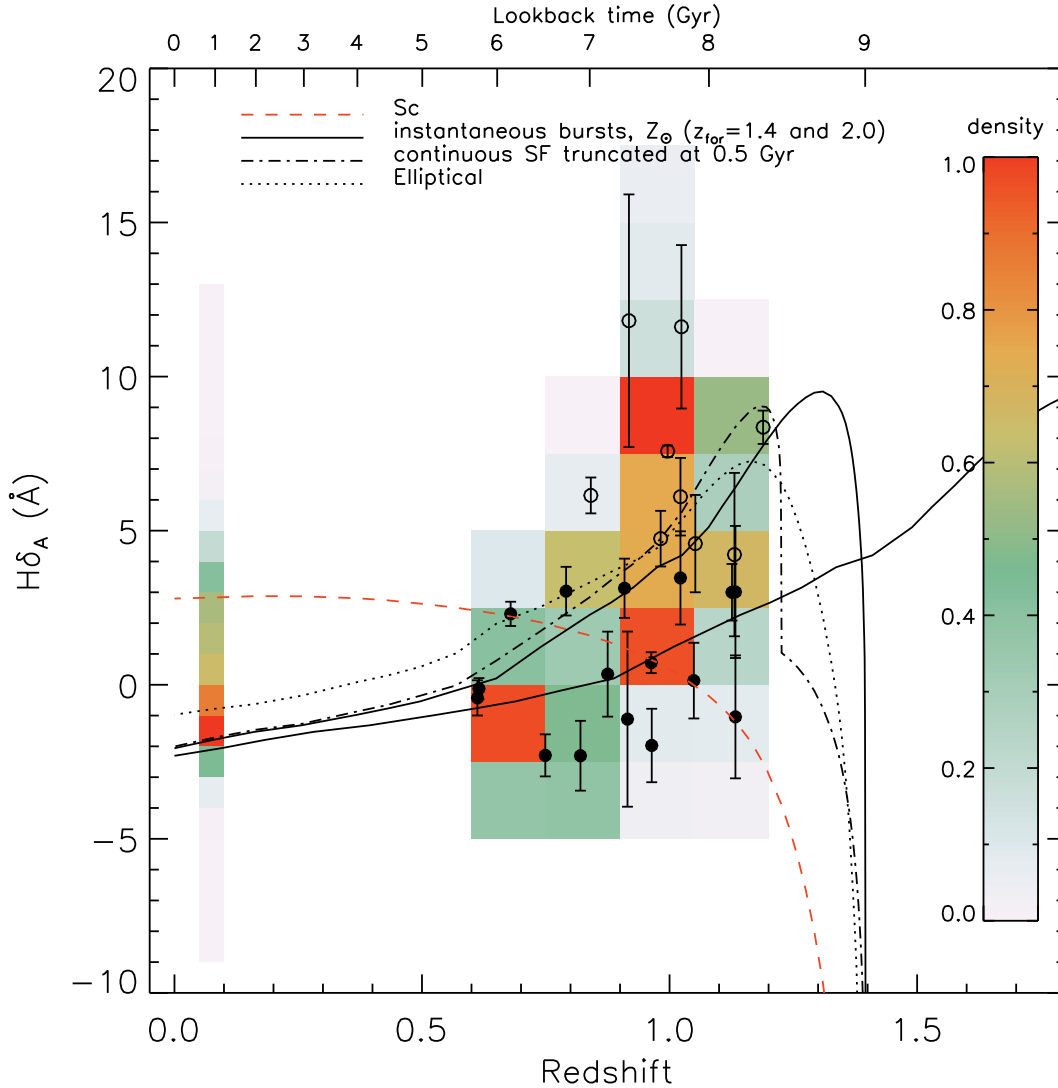 Lookback time (Gyr)
0 1 2 3 4 5 6 7 8 9
20
15
10
5
0
−5
−10
Hδ_A (Å)
Sc
instantaneous bursts, Z_⊙ (z_for=1.4 and 2.0)
continuous SF truncated at 0.5 Gyr
Elliptical
density
1.0
0.8
0.6
0.4
0.2
0.0
0.0 0.5 1.0 1.5
Redshift